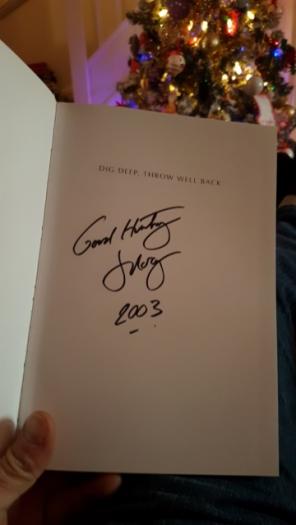 DIG DEEP, THROW WELL BACK
Good Hunting
2003